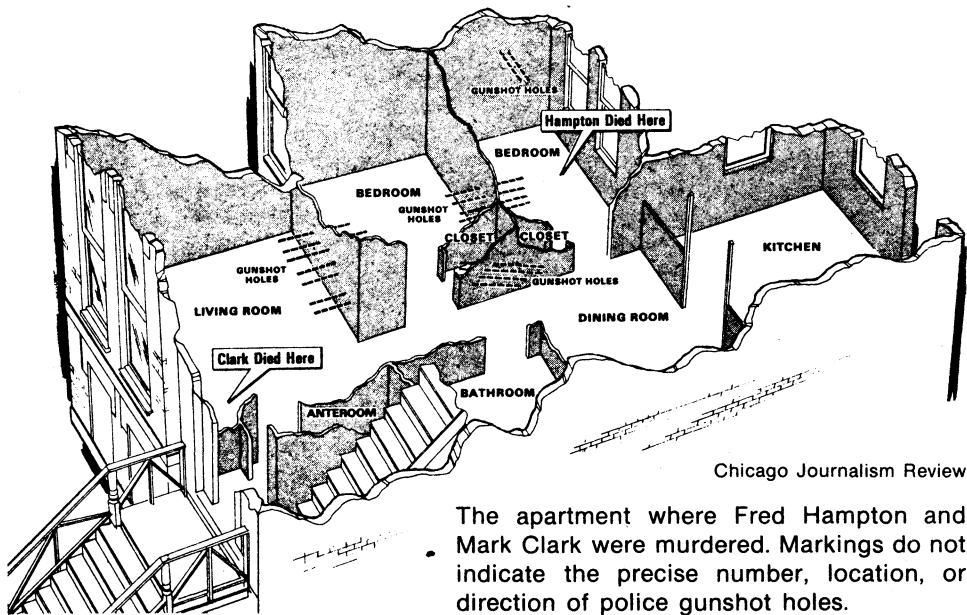 GUNSHOT HOLES
Hampton Died Here
BEDROOM
BEDROOM
GUNSHOT
HOLES
CLOSET
CLOSET
KITCHEN
GUNSHOT
HOLES
GUNSHOT HOLES
LIVING ROOM
DINING ROOM
Clark Died Here
BATHROOM
ANTEROOM
Chicago Journalism Review
The apartment where Fred Hampton and
Mark Clark were murdered. Markings do not
indicate the precise number, location, or
direction of police gunshot holes.